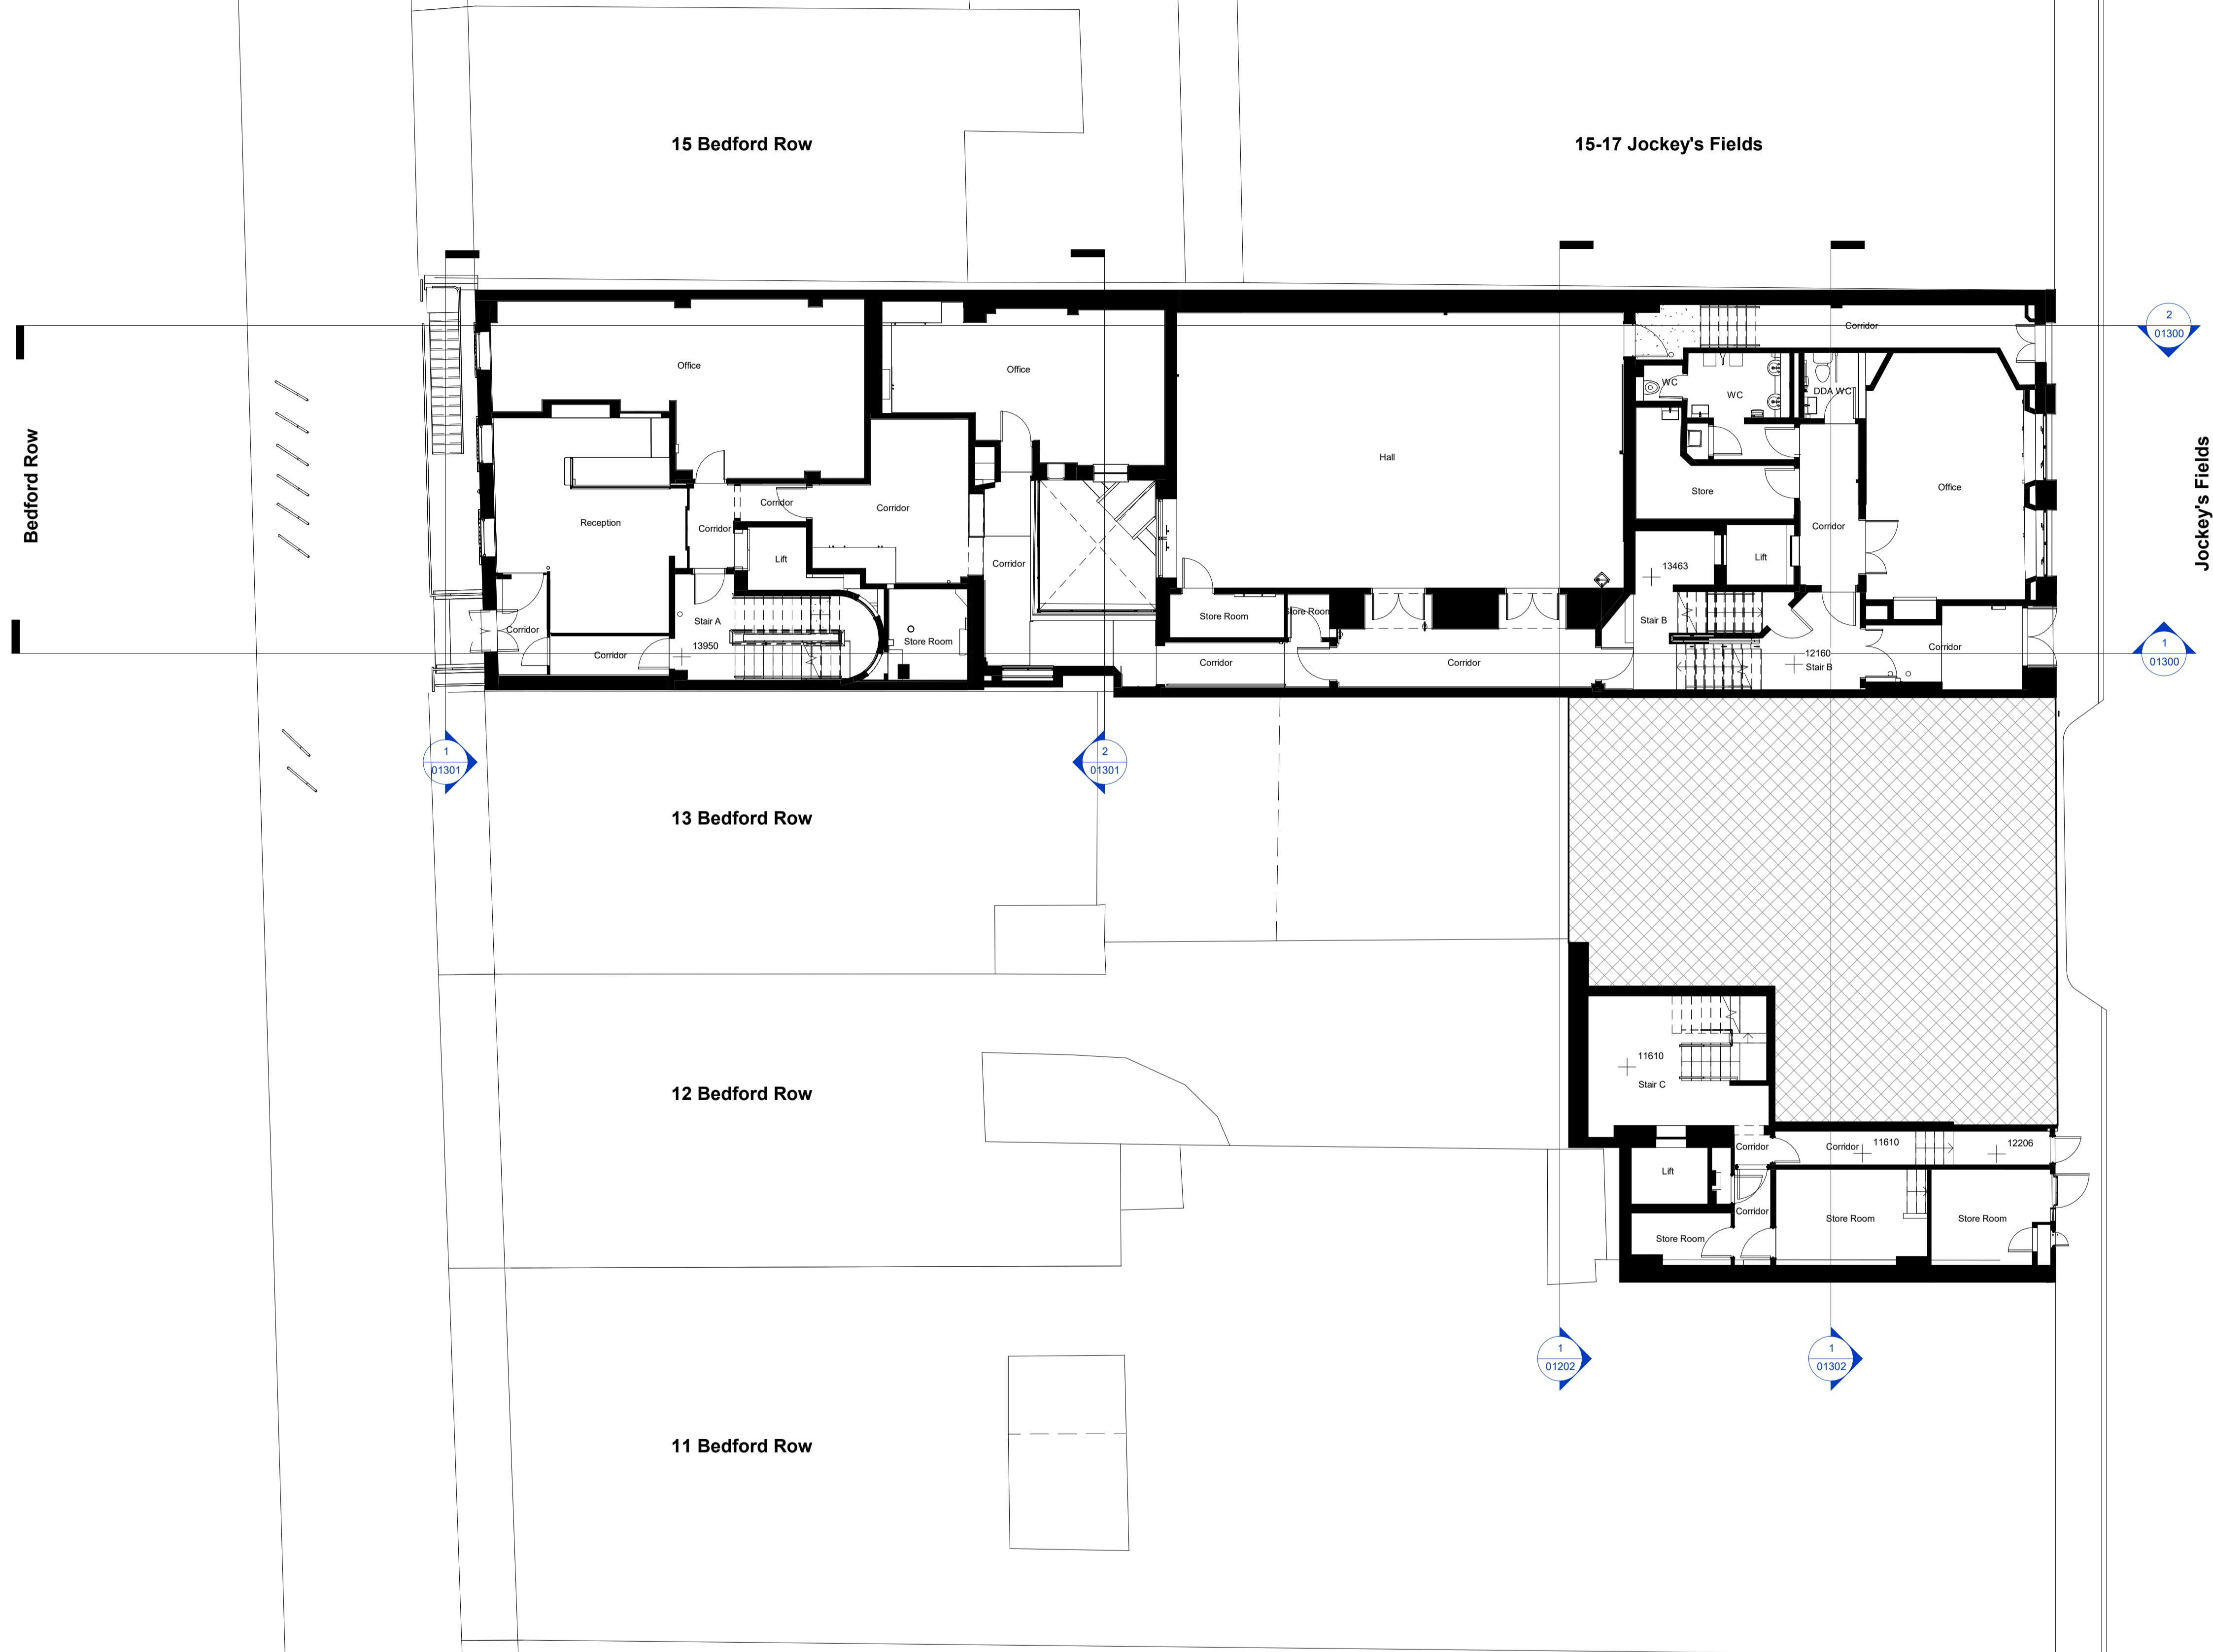 15 Bedford Row
15-17 Jockey's Fields
2
01300
Corridor
Office
Office
WC
WC
DDA WC
Bedford Row
Jockey's Fields
Hall
Office
Store
Corridor
Corridor
Reception
Corridor
Corridor
Lift
Corridor
Lift
Corridor
13463
Store Room
Store Room
Stair B
Stair A
Corridor
Corridor
13950
Store Room
Corridor
Corridor
12160
Stair B
Corridor
1
01300
1
01301
2
01301
13 Bedford Row
11610
Stair C
12 Bedford Row
Corridor
Corridor
11610
12206
Lift
Corridor
Store Room
Store Room
Store Room
1
01202
1
01302
11 Bedford Row